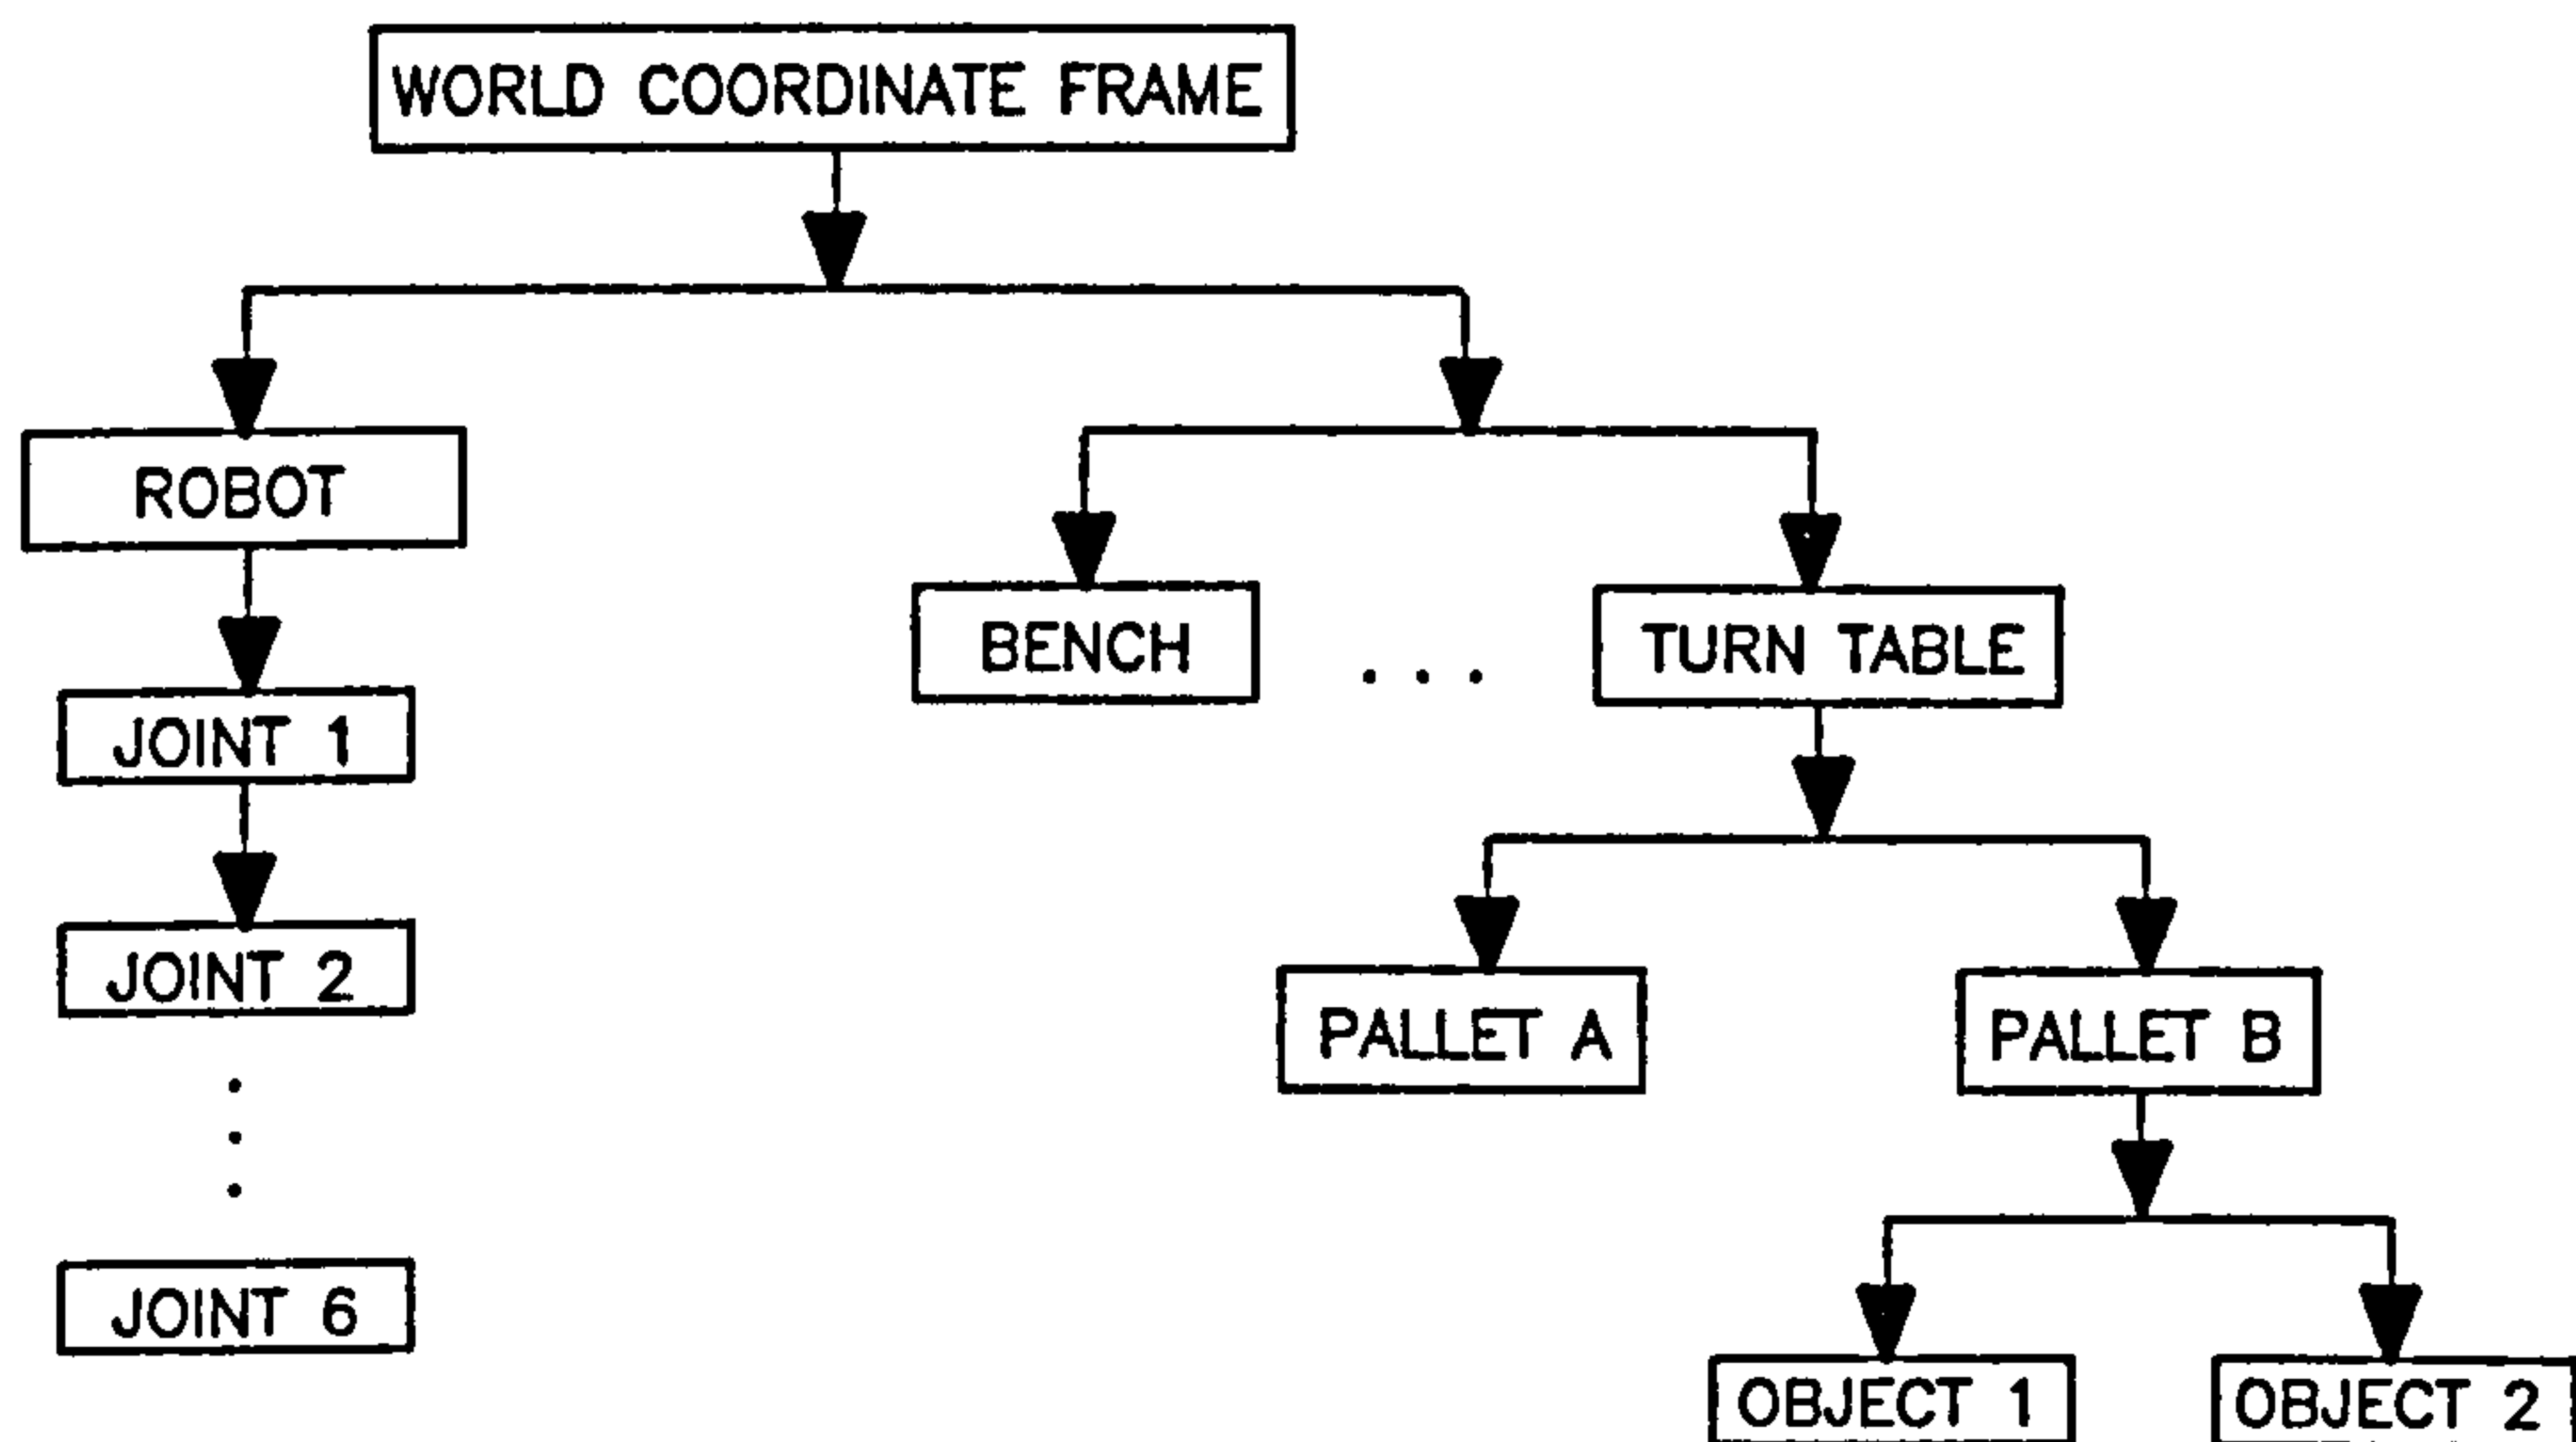 WORLD COORDINATE FRAME
ROBOT
BENCH
. . .
TURN TABLE
JOINT 1
JOINT 2
PALLET A
PALLET B
.
.
.
JOINT 6
OBJECT 1
OBJECT 2